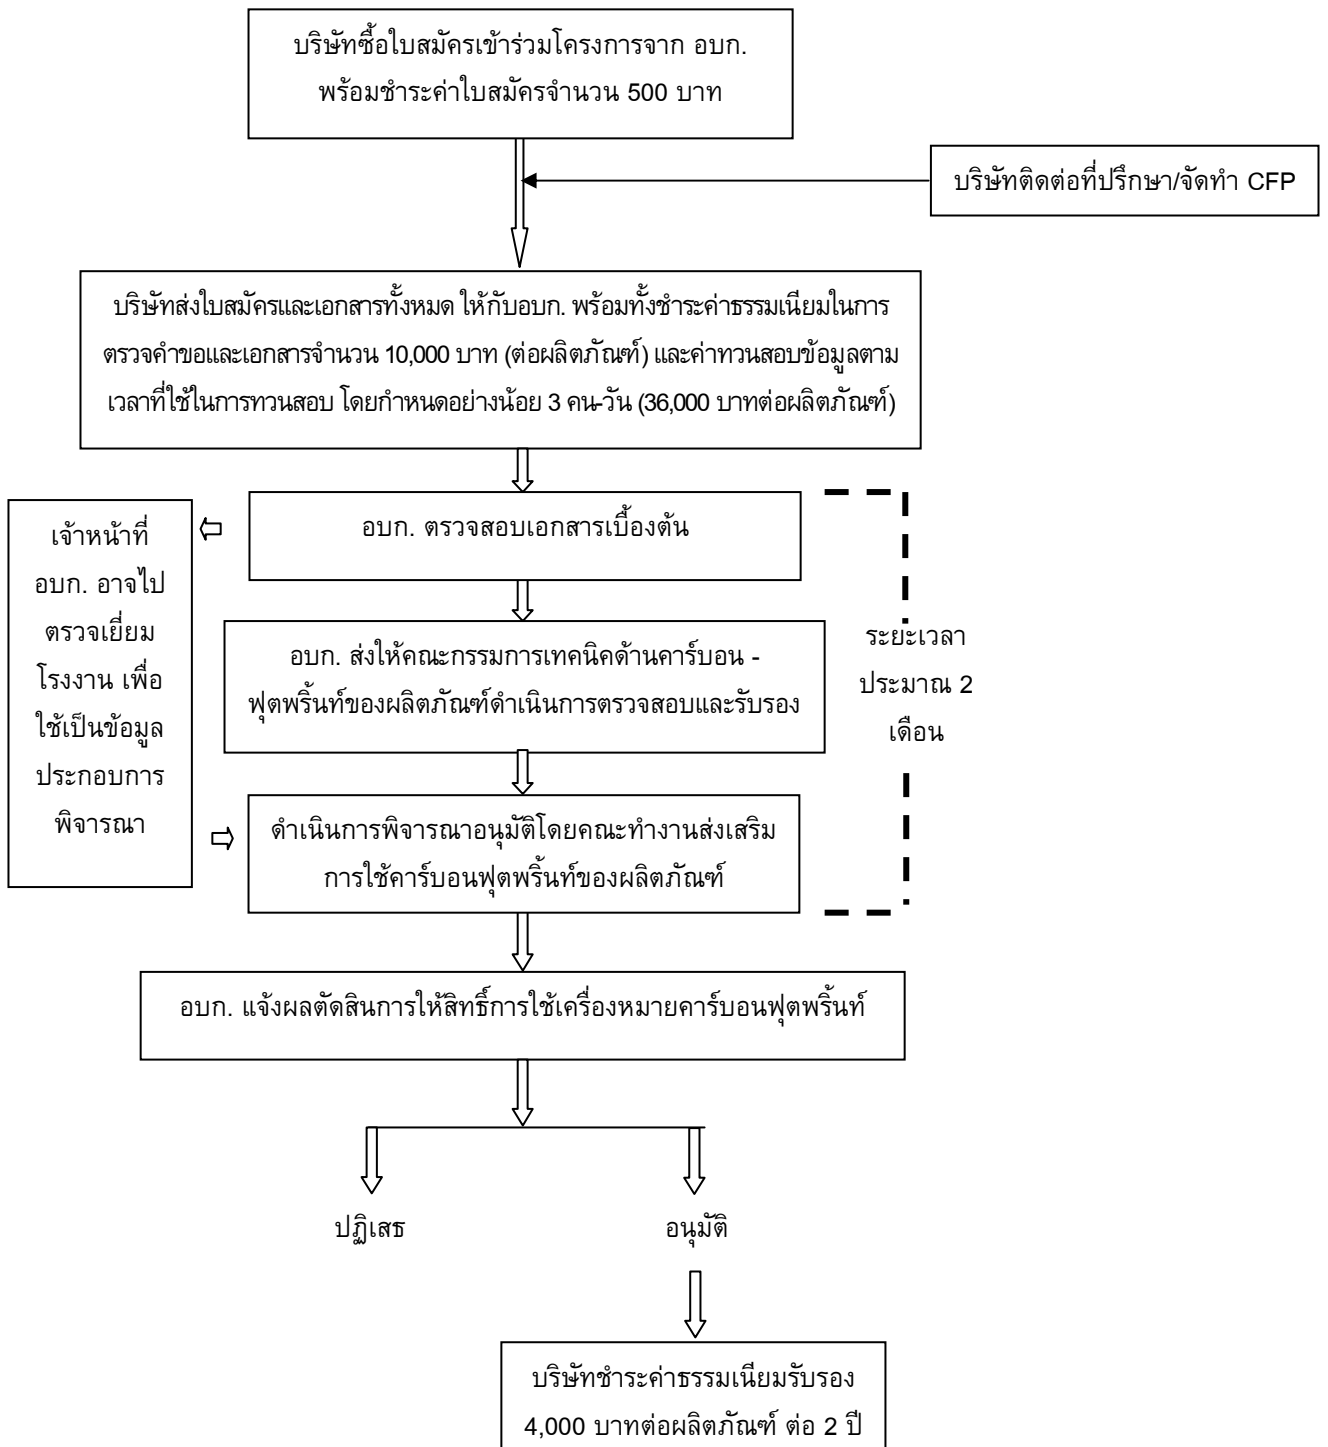 บริษัทซื้อใบสมัครเข้าร่วมโครงการจาก อบก.
พร้อมชำระค่าใบสมัครจำนวน 500 บาท
บริษัทติดต่อที่ปรึกษา/จัดทำ CFP
บริษัทส่งใบสมัครและเอกสารทั้งหมด ให้กับอบก. พร้อมทั้งชำระค่าธรรมเนียมในการ
ตรวจคำขอและเอกสารจำนวน 10,000 บาท (ต่อผลิตภัณฑ์) และค่าทวนสอบข้อมูลตาม
เวลาที่ใช้ในการทวนสอบ โดยกำหนดอย่างน้อย 3 คน-วัน (36,000 บาทต่อผลิตภัณฑ์)
อบก. ตรวจสอบเอกสารเบื้องต้น
เจ้าหน้าที่
อบก. อาจไป
ตรวจเยี่ยม
โรงงาน เพื่อ
ใช้เป็นข้อมูล
ประกอบการ
พิจารณา
อบก. ส่งให้คณะกรรมการเทคนิคด้านคาร์บอน -
ฟุตพริ้นท์ของผลิตภัณฑ์ดำเนินการตรวจสอบและรับรอง
ระยะเวลา
ประมาณ 2
เดือน
ดำเนินการพิจารณาอนุมัติโดยคณะทำงานส่งเสริม
การใช้คาร์บอนฟุตพริ้นท์ของผลิตภัณฑ์
อบก. แจ้งผลตัดสินการให้สิทธิ์การใช้เครื่องหมายคาร์บอนฟุตพริ้นท์
ปฏิเสธ
อนุมัติ
บริษัทชำระค่าธรรมเนียมรับรอง
4,000 บาทต่อผลิตภัณฑ์ ต่อ 2 ปี